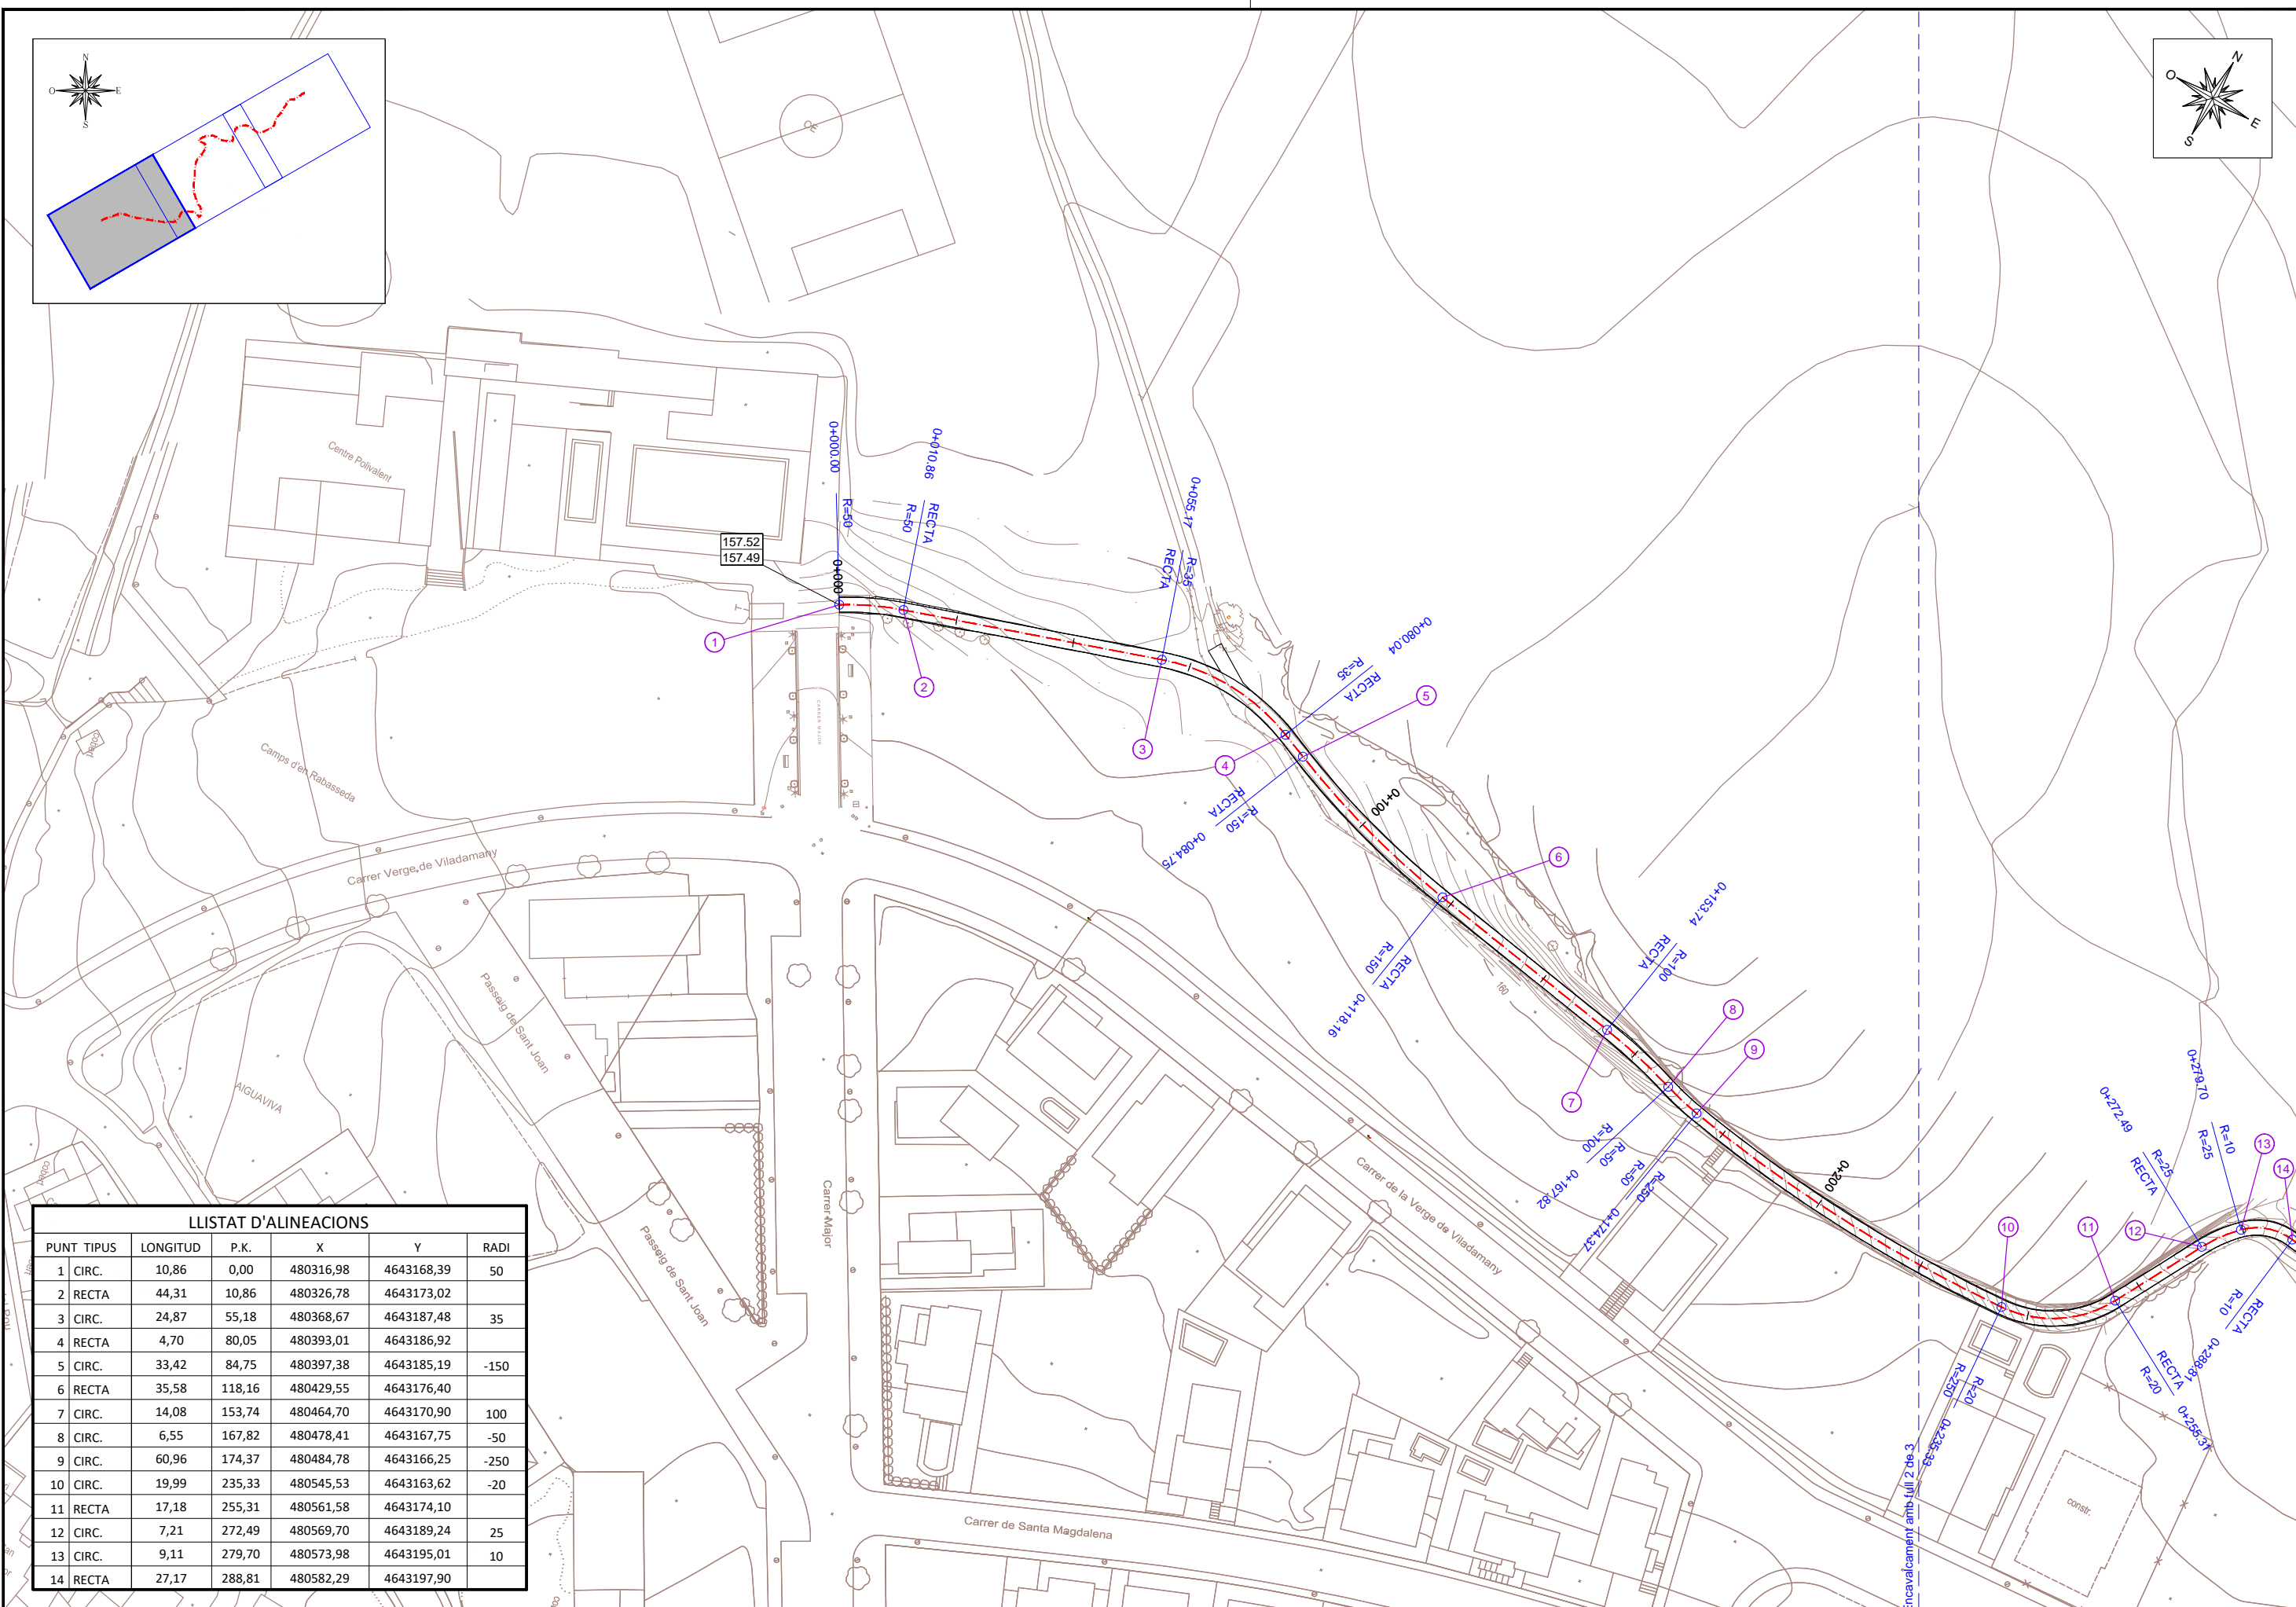 N
O
E
S
N
O
E
S
30
Centre Polivalent
0+000.00
R=50
0+010.86
R=50
RECTA
0+055.17
RECTA
R=35
157.52
157.49
0+000
1
2
3
4
5
0+080.04
R=35
RECTA
RECTA
R=150
0+084.75
0+100
CARRER MAJOR
cobert
Camps d'en Rabasseda
Carrer Verge de Viladamany
6
R=150
RECTA
0+118.16
160
0+153.74
RECTA
R=100
7
8
9
R=100
R=50
0+167.82
R=50
R=250
0+174.37
0+200
Passeig de Sant Joan
AIGUAVIVA
cobert
Carrer Major
Passeig de Sant Joan
Carrer de la Verge de Viladamany
Carrer de Santa Magdalena
10
11
12
13
14
0+272.49
R=25
RECTA
0+279.70
R=25
R=10
R=10
RECTA
0+288.81
RECTA
R=20
0+255.31
R=250
R=20
0+235.33
Encavalcament amb full 2 de 3
constr.
LLISTAT D'ALINEACIONS
PUNT TIPUS LONGITUD P.K. X Y RADI
1 CIRC. 10,86 0,00 480316,98 4643168,39 50
2 RECTA 44,31 10,86 480326,78 4643173,02
3 CIRC. 24,87 55,18 480368,67 4643187,48 35
4 RECTA 4,70 80,05 480393,01 4643186,92
5 CIRC. 33,42 84,75 480397,38 4643185,19 -150
6 RECTA 35,58 118,16 480429,55 4643176,40
7 CIRC. 14,08 153,74 480464,70 4643170,90 100
8 CIRC. 6,55 167,82 480478,41 4643167,75 -50
9 CIRC. 60,96 174,37 480484,78 4643166,25 -250
10 CIRC. 19,99 235,33 480545,53 4643163,62 -20
11 RECTA 17,18 255,31 480561,58 4643174,10
12 CIRC. 7,21 272,49 480569,70 4643189,24 25
13 CIRC. 9,11 279,70 480573,98 4643195,01 10
14 RECTA 27,17 288,81 480582,29 4643197,90